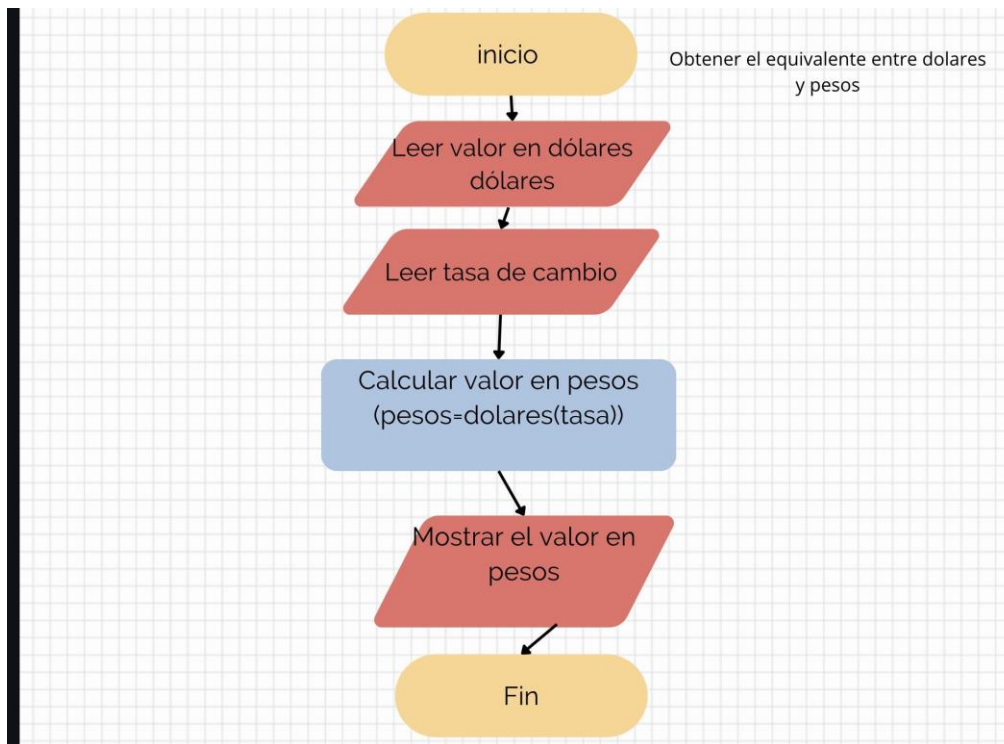 inicio
Obtener el equivalente entre dolares
y pesos
Leer valor en dólares
dólares
Leer tasa de cambio
Calcular valor en pesos
(pesos=dolares(tasa))
Mostrar el valor en
pesos
Fin